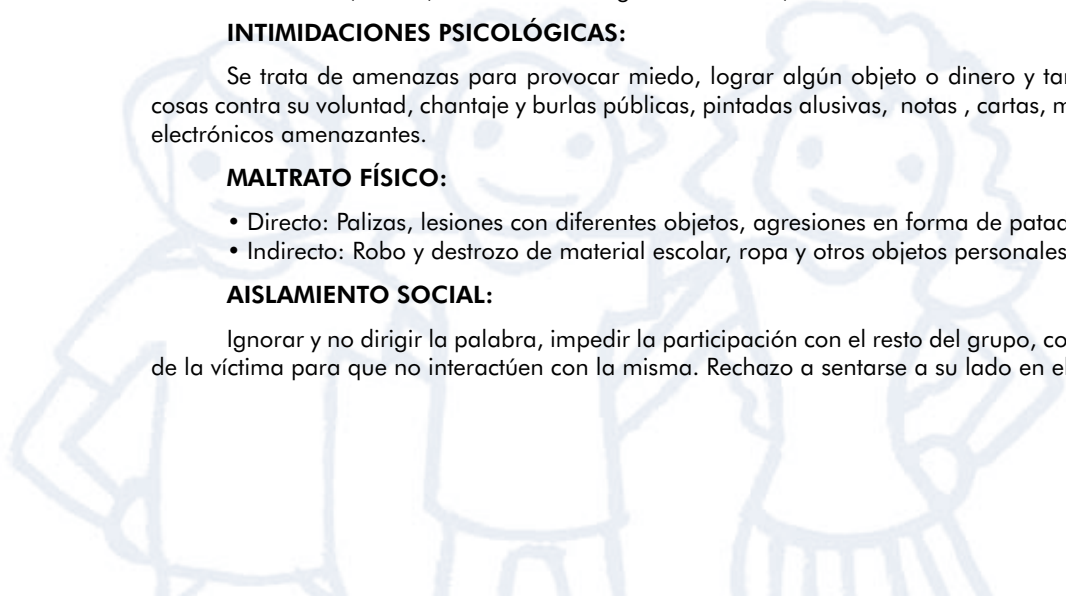 INTIMIDACIONES PSICOLÓGICAS:
Se trata de amenazas para provocar miedo, lograr algún objeto o dinero y
cosas contra su voluntad, chantaje y burlas públicas, pintadas alusivas, notas , cartas,
electrónicos amenazantes.
MALTRATO FÍSICO:
• Directo: Palizas, lesiones con diferentes objetos, agresiones en forma de
• Indirecto: Robo y destrozo de material escolar, ropa y otros objetos personales
AISLAMIENTO SOCIAL:
Ignorar y no dirigir la palabra, impedir la participación con el resto del grupo,
de la víctima para que no interactúen con la misma. Rechazo a sentarse a su lado en